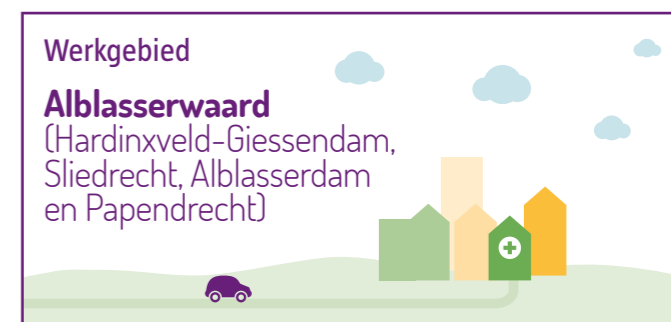 Werkgebied
Alblasserwaard
(Hardinxveld-Giessendam,
Sliedrecht, Alblasserdam
en Papendrecht)